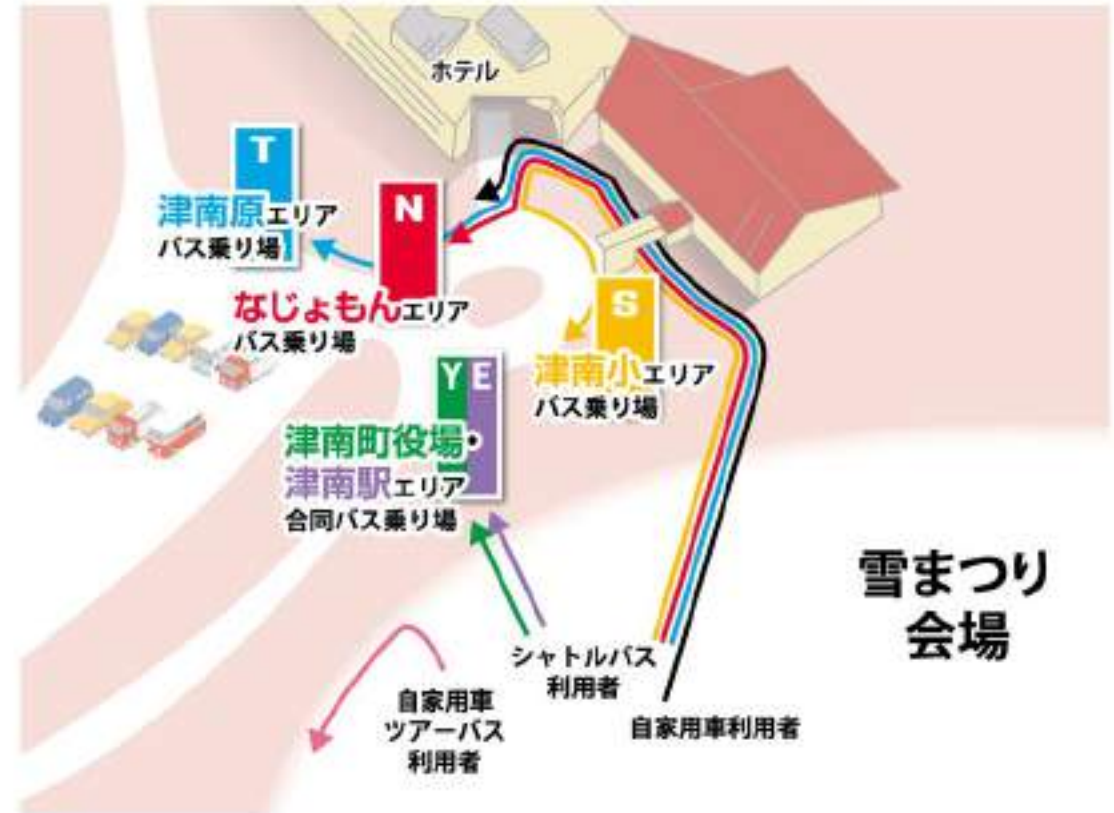 ホテル
T
津南原エリア
バス乗り場
N
なじょもんエリア
バス乗り場
S
津南小エリア
バス乗り場
YE
津南町役場・
津南駅エリア
合同バス乗り場
雪まつり
会場
シャトルバス
利用者
自家用車
ツアーバス
利用者
自家用車利用者